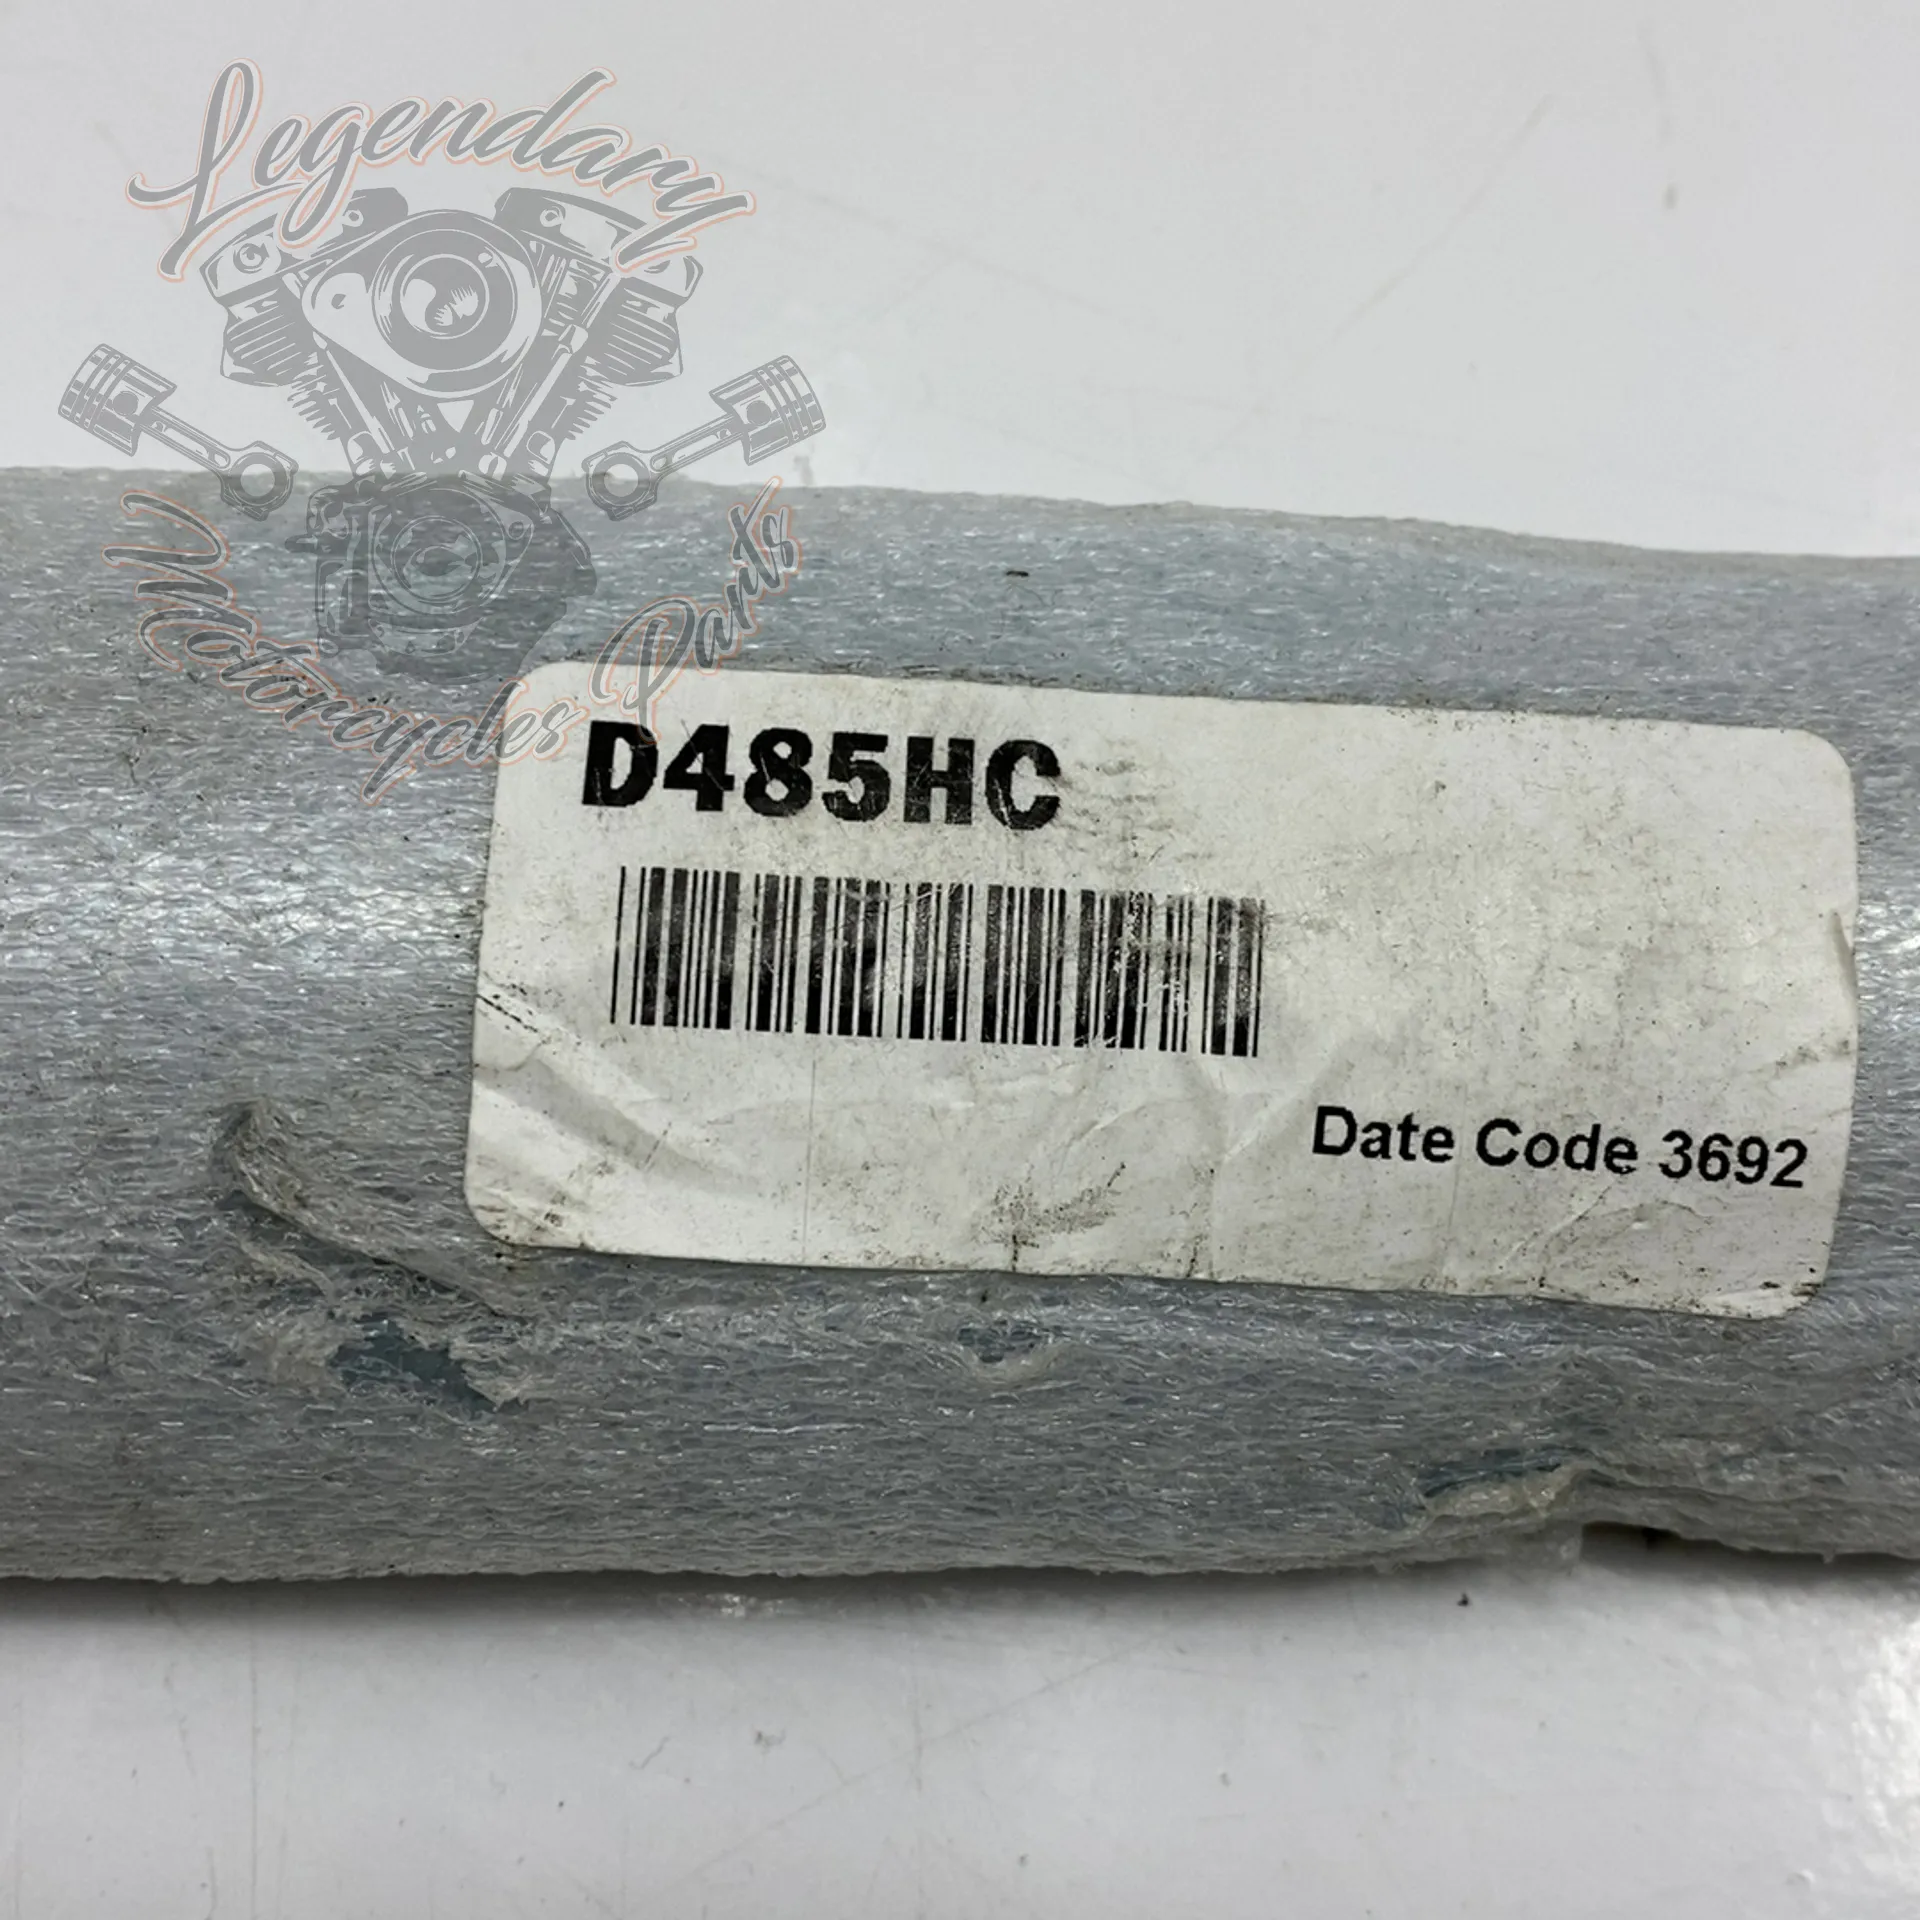 Legendary
Motorcycles Parts
D485HC
Date Code 3692